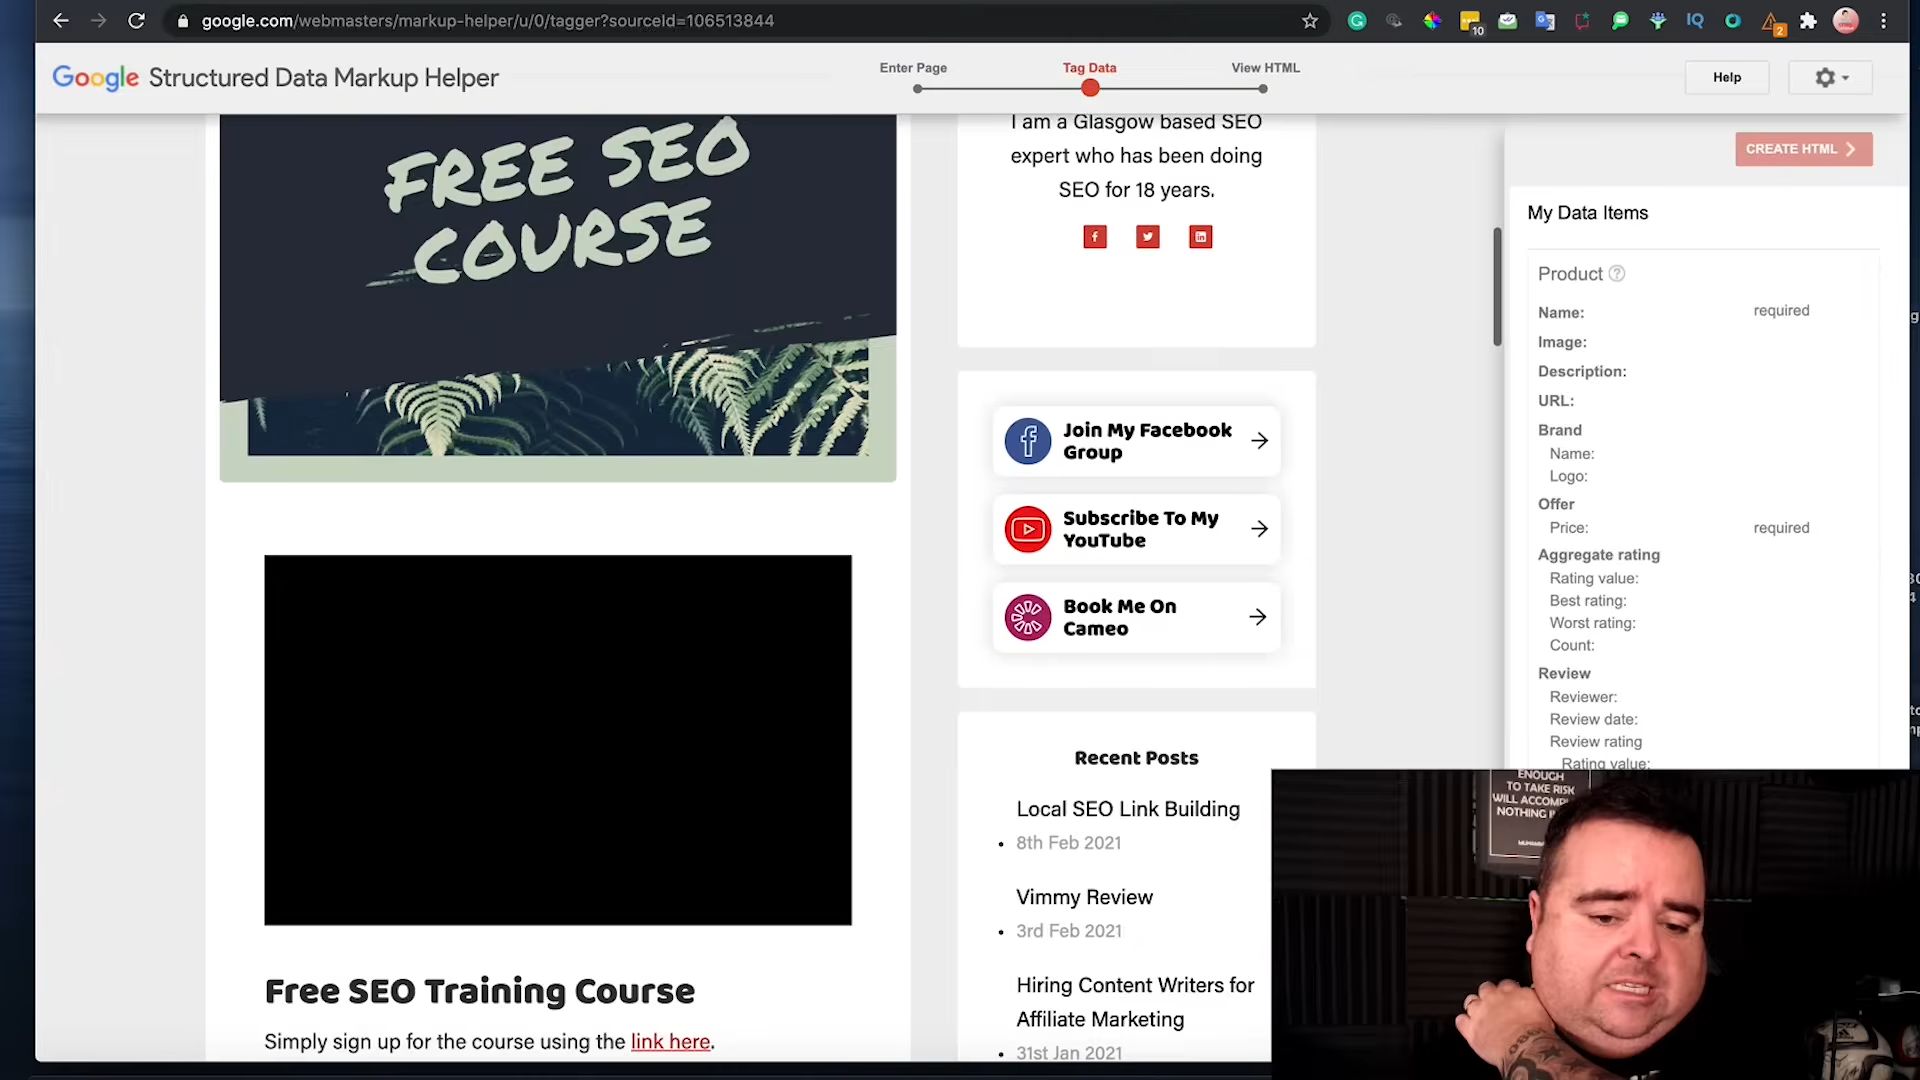 google.com/webmasters/markup-helper/u/0/tagger?sourceId=106513844
10
IQ
2
Google Structured Data Markup Helper
Enter Page
Tag Data
View HTML
Help
FREE SEO
COURSE
I am a Glasgow based SEO
expert who has been doing
SEO for 18 years.
CREATE HTML
My Data Items
Product ?
Name: required
Image:
Description:
URL:
Brand
Name:
Logo:
Offer
Price: required
Aggregate rating
Rating value:
Best rating:
Worst rating:
Count:
Review
Reviewer:
Review date:
Review rating
Rating value:
Join My Facebook
Group
Subscribe To My
YouTube
Book Me On
Cameo
Recent Posts
Local SEO Link Building
8th Feb 2021
Vimmy Review
3rd Feb 2021
Hiring Content Writers for
Affiliate Marketing
31st Jan 2021
Free SEO Training Course
Simply sign up for the course using the link here.
ENOUGH
TO TAKE RISK
WILL
NOTHING